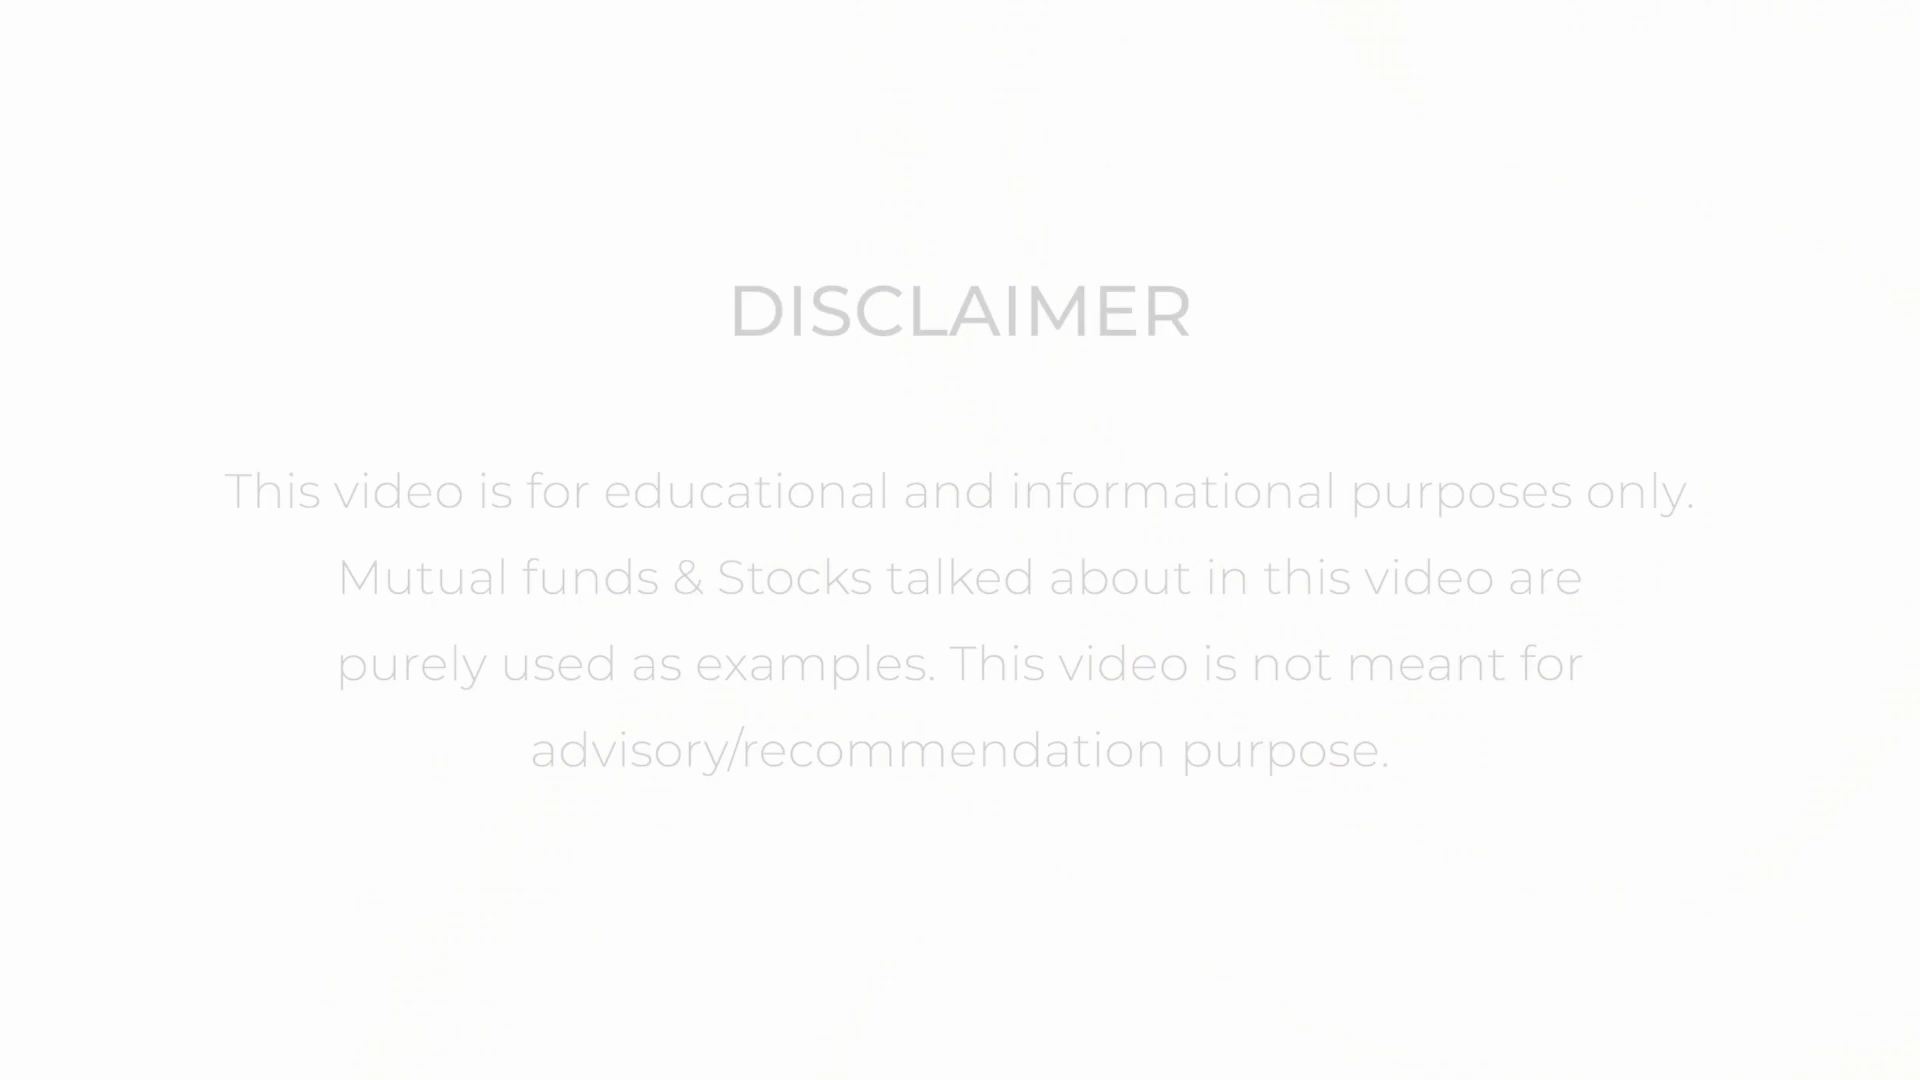 DISCLAIMER
This video is for educational and informational purposes only.
Mutual funds & Stocks talked about in this video are
purely used as examples. This video is not meant for
advisory/recommendation purpose.